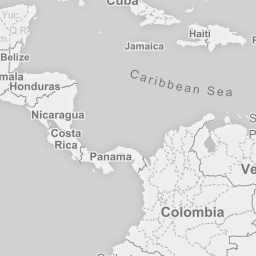 Cuba
Yuc.
Q.R.
Haiti
Jamaica
Belize
Caribbean Sea
mala
Honduras
Nicaragua
Costa
Rica
Panama
Ve
Colombia